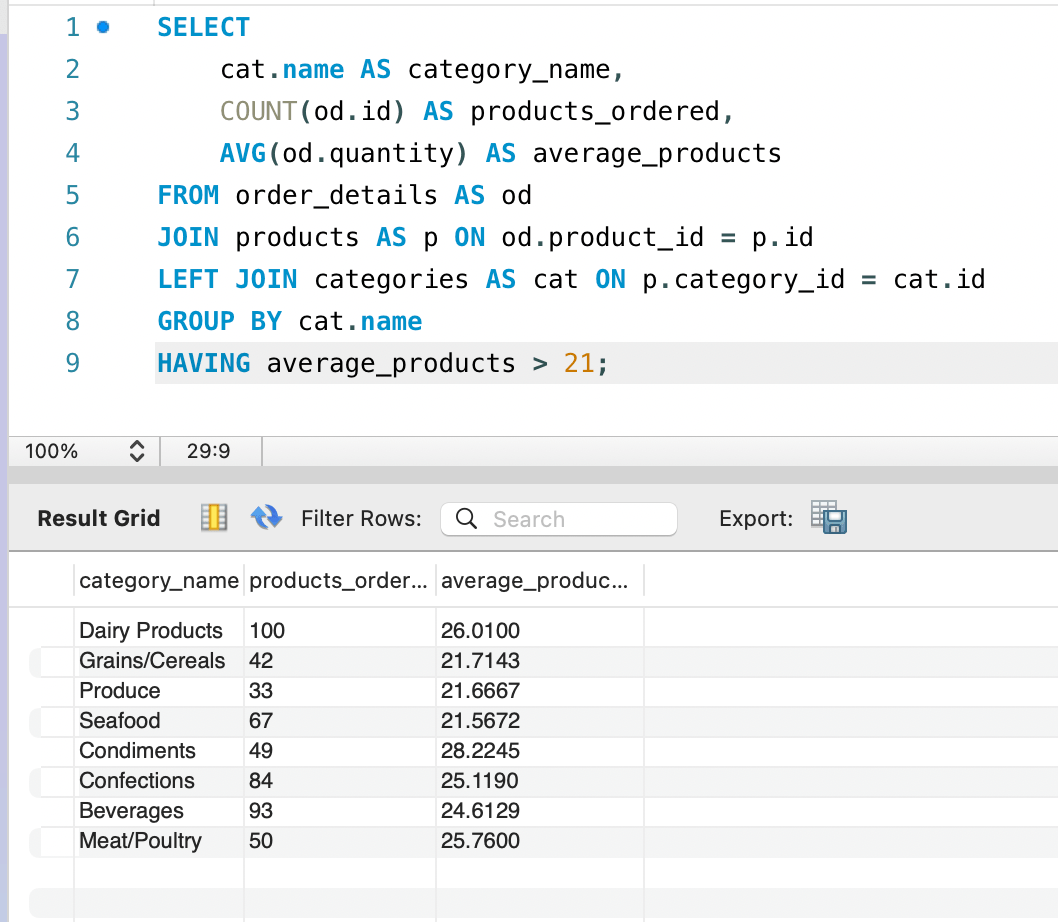 1 SELECT
2 cat.name AS category_name,
3 COUNT(od.id) AS products_ordered,
4 AVG(od.quantity) AS average_products
5 FROM order_details AS od
6 JOIN products AS p ON od.product_id = p.id
7 LEFT JOIN categories AS cat ON p.category_id = cat.id
8 GROUP BY cat.name
9 HAVING average_products > 21;
100% 29:9
Result Grid Filter Rows: Search Export:
category_name products_order... average_produc...
Dairy Products 100 26.0100
Grains/Cereals 42 21.7143
Produce 33 21.6667
Seafood 67 21.5672
Condiments 49 28.2245
Confections 84 25.1190
Beverages 93 24.6129
Meat/Poultry 50 25.7600